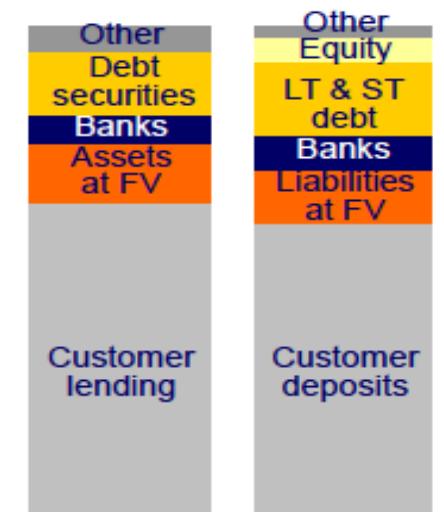 Other
Debt
securities
Banks
Assets
at FV
Customer
lending
Other
Equity
LT & ST
debt
Banks
Liabilities
at FV
Customer
deposits